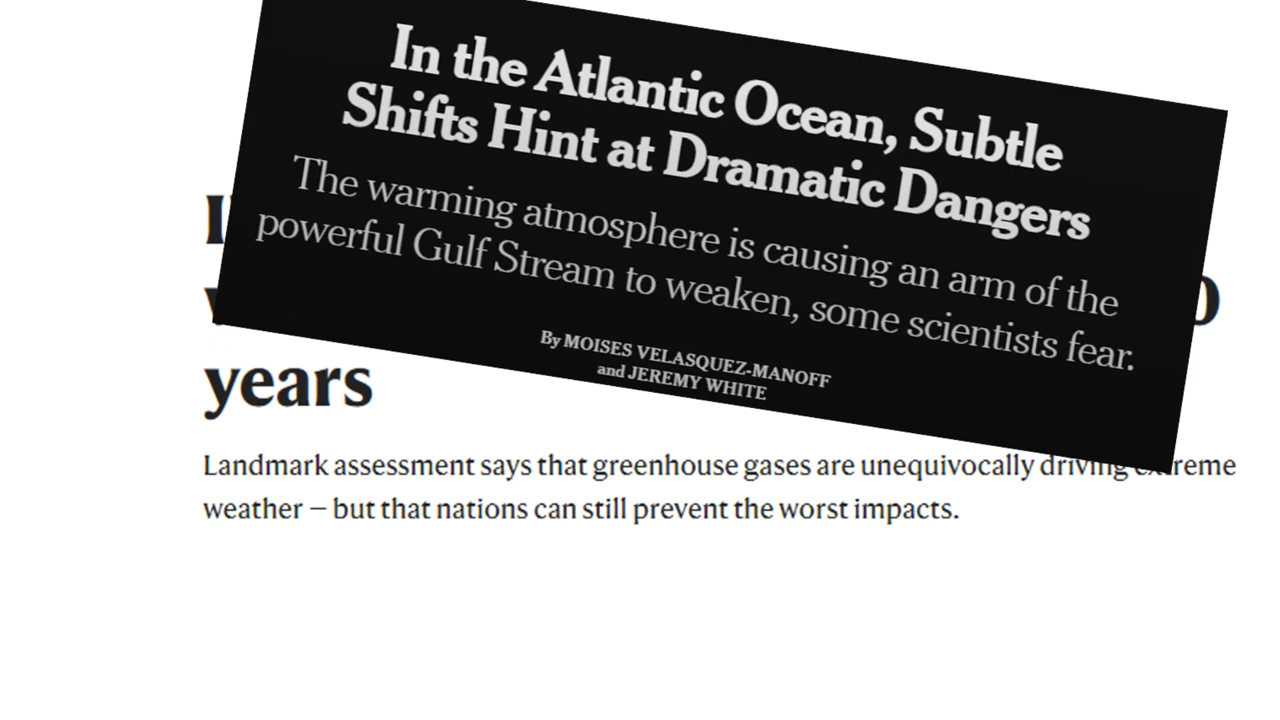 In the Atlantic Ocean, Subtle
Shifts Hint at Dramatic Dangers
The warming atmosphere is causing an arm of the
powerful Gulf Stream to weaken, some scientists fear.
By MOISES VELASQUEZ-MANOFF
and JEREMY WHITE
years
Landmark assessment says that greenhouse gases are unequivocally driving extreme
weather — but that nations can still prevent the worst impacts.